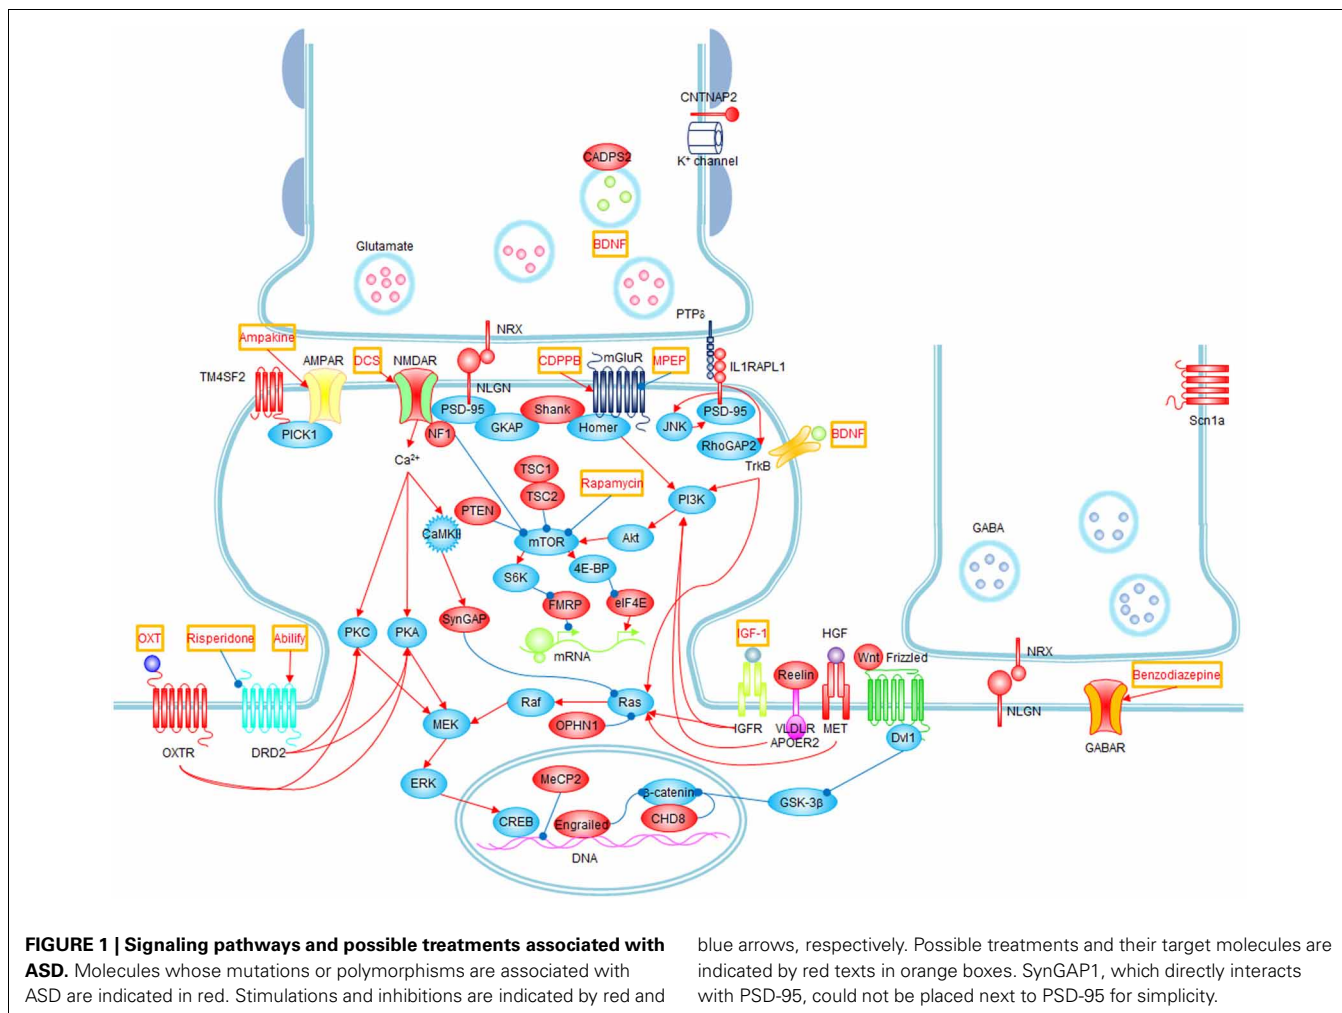 CNTNAP2
K⁺ channel
CADPS2
BDNF
Glutamate
PTPδ
NRX
Ampakine
AMPAR
DCS
NMDAR
CDPPB
mGluR
MPEP
IL1RAPL1
TM4SF2
NLGN
PSD-95
Shank
PSD-95
Scn1a
PICK1
NF1
GKAP
Homer
JNK
RhoGAP2
BDNF
Ca²⁺
TrkB
TSC1
TSC2
Rapamycin
PI3K
PTEN
CaMKII
mTOR
Akt
GABA
S6K
4E-BP
FMRP
eIF4E
SynGAP
OXT
Risperidone
Abilify
PKC
PKA
mRNA
IGF-1
HGF
Wnt
Frizzled
NRX
Reelin
Benzodiazepine
Raf
Ras
NLGN
MEK
OPHN1
IGFR
VLDLR
MET
APOER2
Dvl1
GABAR
OXTR
DRD2
ERK
MeCP2
β-catenin
GSK-3β
CREB
Engrailed
CHD8
DNA
FIGURE 1 | Signaling pathways and possible treatments associated with
ASD. Molecules whose mutations or polymorphisms are associated with
ASD are indicated in red. Stimulations and inhibitions are indicated by red and
blue arrows, respectively. Possible treatments and their target molecules are
indicated by red texts in orange boxes. SynGAP1, which directly interacts
with PSD-95, could not be placed next to PSD-95 for simplicity.